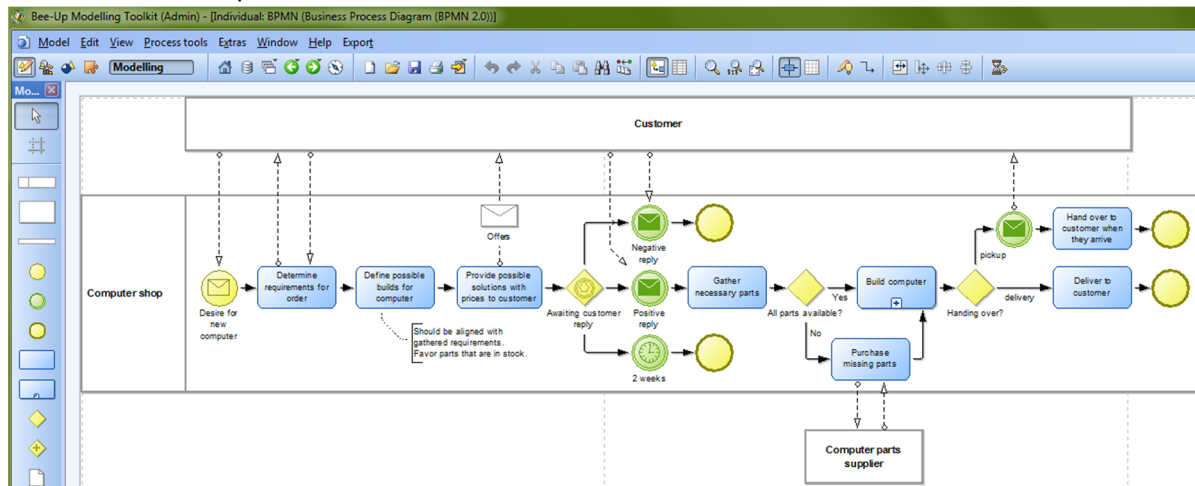 Bee-Up Modelling Toolkit (Admin) - [Individual: BPMN (Business Process Diagram (BPMN 2.0))]
Model Edit View Process tools Extras Window Help Export
Modelling
Mo...
Customer
Computer shop
Desire for
new
computer
Determine
requirements for
order
Define possible
builds for
computer
Should be aligned with
gathered requirements.
Favor parts that are in stock.
Offers
Provide possible
solutions with
prices to customer
Awaiting customer
reply
Negative
reply
Positive
reply
2 weeks
Gather
necessary parts
All parts available?
Yes
No
Build computer
Purchase
missing parts
Handing over?
pickup
delivery
Hand over to
customer when
they arrive
Deliver to
customer
Computer parts
supplier